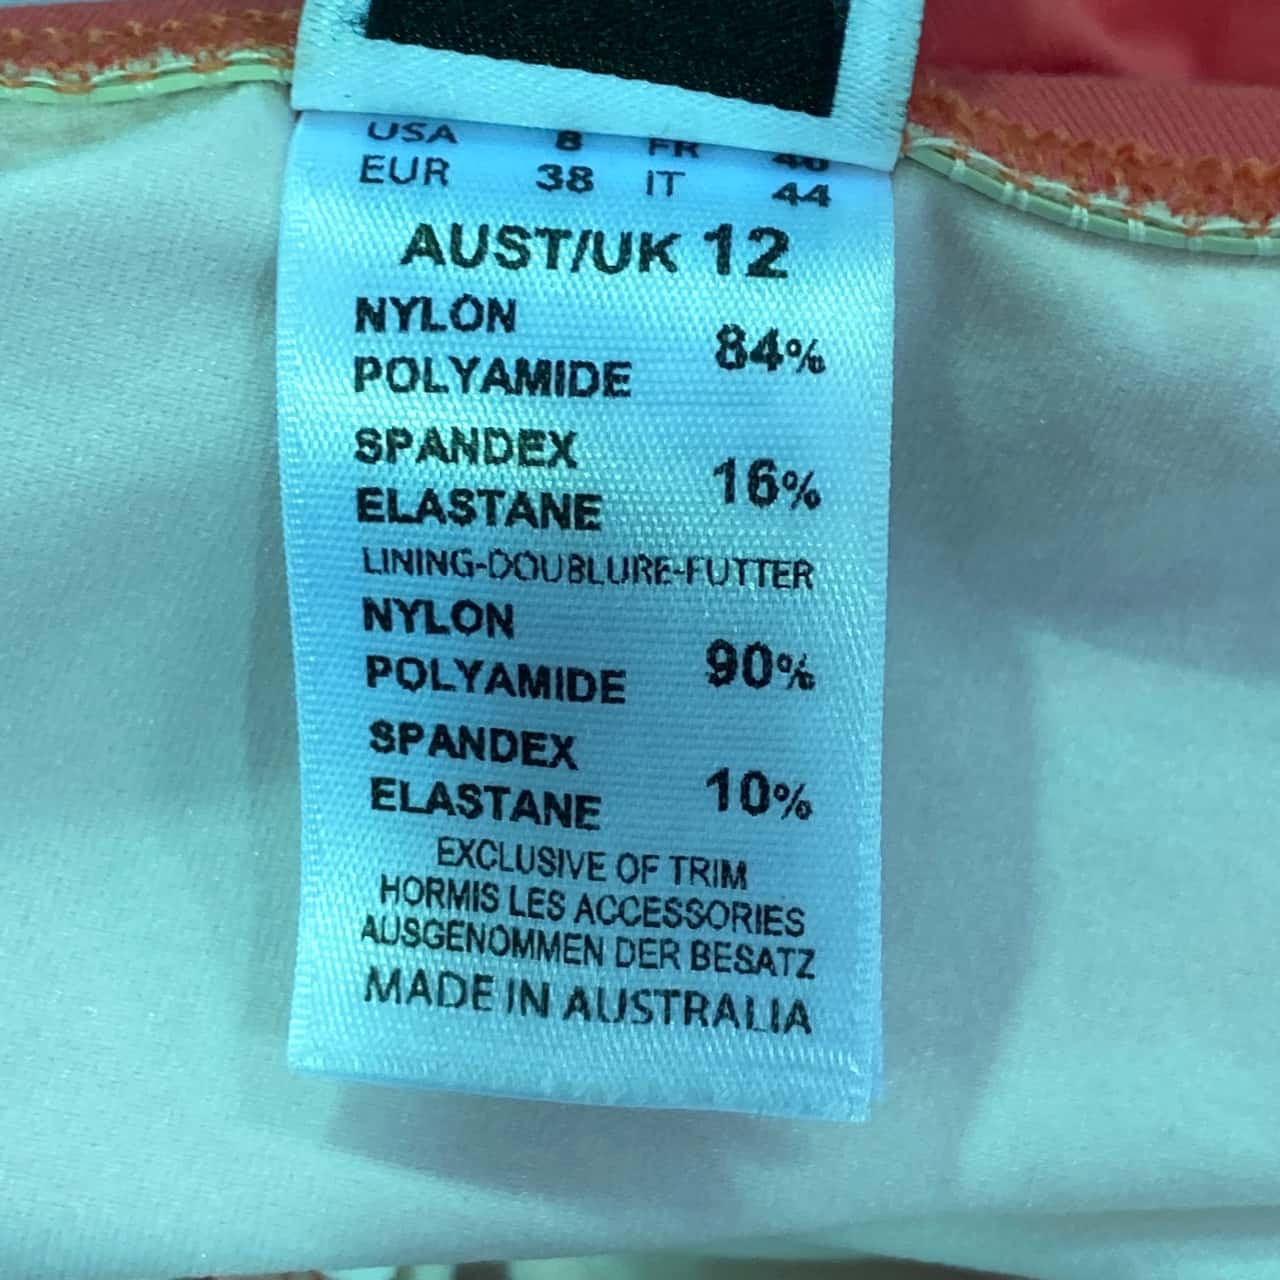 USA 8 FR 40
EUR 38 IT 44
AUST/UK 12
NYLON
POLYAMIDE 84%
SPANDEX
ELASTANE 16%
LINING-DOUBLURE-FUTTER
NYLON
POLYAMIDE 90%
SPANDEX
ELASTANE 10%
EXCLUSIVE OF TRIM
HORMIS LES ACCESSORIES
AUSGENOMMEN DER BESATZ
MADE IN AUSTRALIA